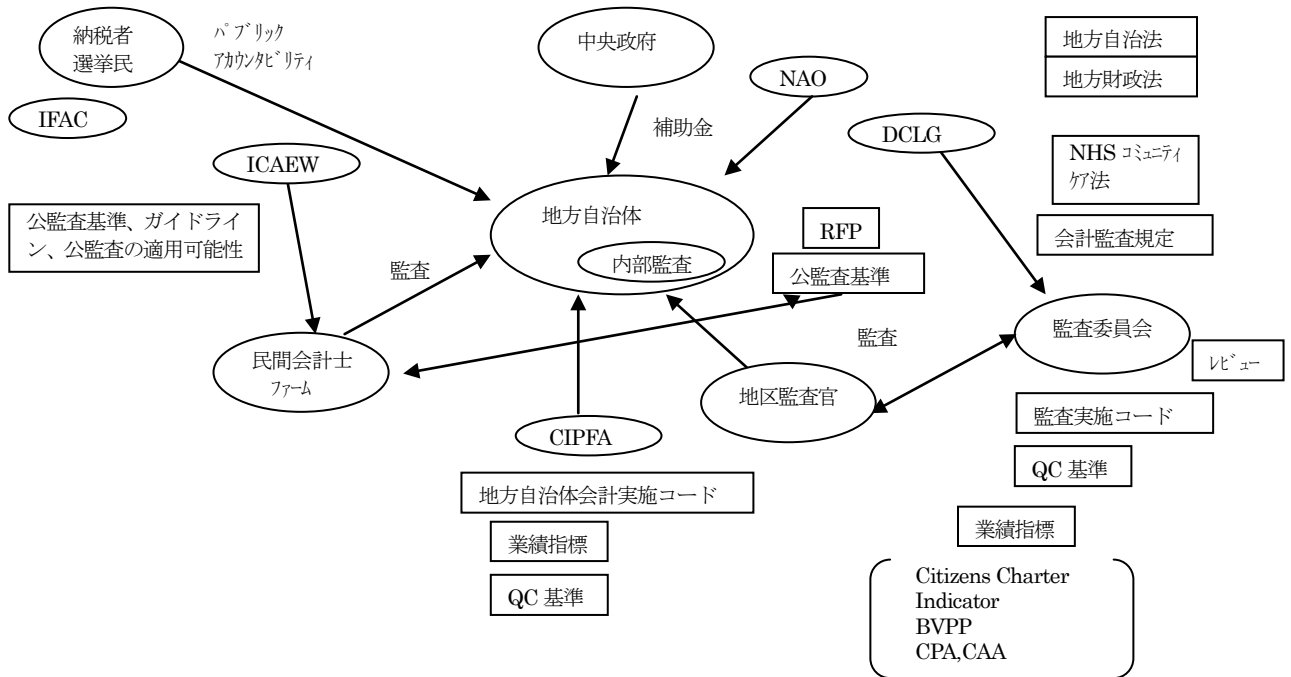 納税者
選挙民
パブリック
アカウンタビリティ
中央政府
地方自治法
地方財政法
NAO
IFAC
補助金
DCLG
ICAEW
NHS コミュニティ
ケア法
公監査基準、ガイドライ
ン、公監査の適用可能性
地方自治体
RFP
会計監査規定
監査
内部監査
公監査基準
監査
監査委員会
民間会計士
ファーム
レビュー
地区監査官
監査実施コード
CIPFA
QC 基準
地方自治体会計実施コード
業績指標
業績指標
QC 基準
Citizens Charter
Indicator
BVPP
CPA,CAA